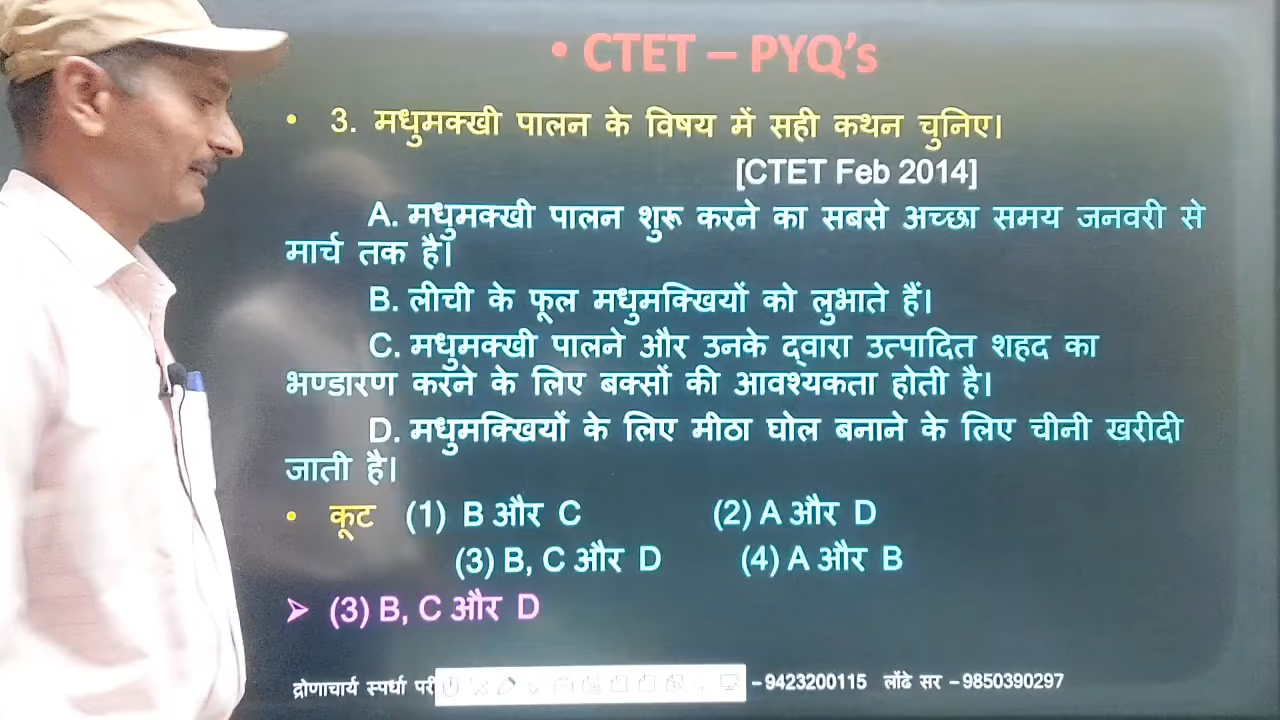 • CTET – PYQ’s
• 3. मधुमक्खी पालन के विषय में सही कथन चुनिए।
[CTET Feb 2014]
A. मधुमक्खी पालन शुरू करने का सबसे अच्छा समय जनवरी से
मार्च तक है।
B. लीची के फूल मधुमक्खियों को लुभाते हैं।
C. मधुमक्खी पालने और उनके द्वारा उत्पादित शहद का
भण्डारण करने के लिए बक्सों की आवश्यकता होती है।
D. मधुमक्खियों के लिए मीठा घोल बनाने के लिए चीनी खरीदी
जाती है।
• कूट (1) B और C (2) A और D
(3) B, C और D (4) A और B
➢ (3) B, C और D
द्रोणाचार्य स्पर्धा – 9423200115 लोंढे सर – 9850390297